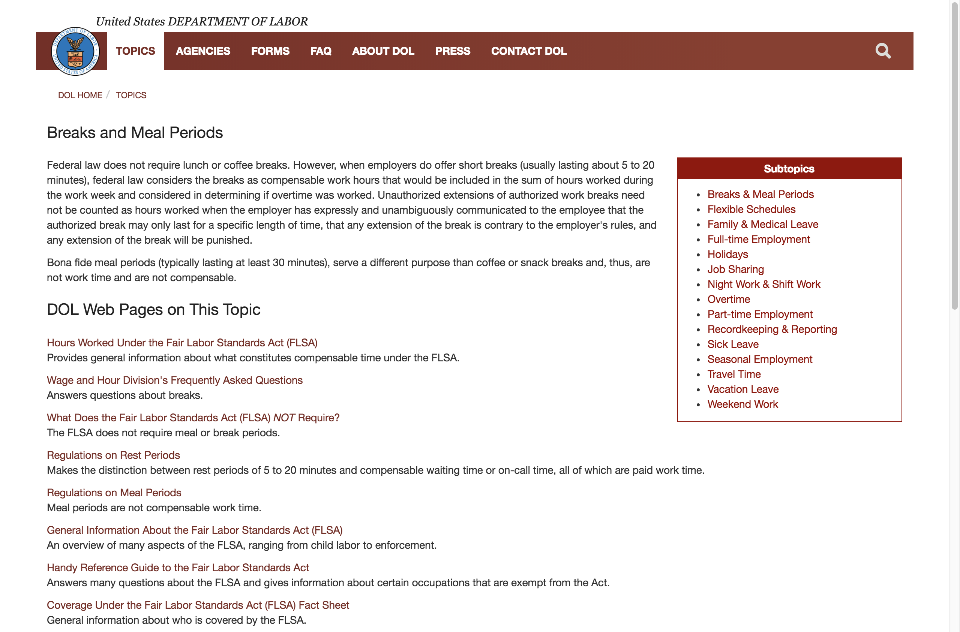 United States DEPARTMENT OF LABOR
TOPICS AGENCIES FORMS FAQ ABOUT DOL PRESS CONTACT DOL
DOL HOME / TOPICS
Breaks and Meal Periods
Federal law does not require lunch or coffee breaks. However, when employers do offer short breaks (usually lasting about 5 to 20
minutes), federal law considers the breaks as compensable work hours that would be included in the sum of hours worked during
the work week and considered in determining if overtime was worked. Unauthorized extensions of authorized work breaks need
not be counted as hours worked when the employer has expressly and unambiguously communicated to the employee that the
authorized break may only last for a specific length of time, that any extension of the break is contrary to the employer's rules, and
any extension of the break will be punished.
Bona fide meal periods (typically lasting at least 30 minutes), serve a different purpose than coffee or snack breaks and, thus, are
not work time and are not compensable.
DOL Web Pages on This Topic
Hours Worked Under the Fair Labor Standards Act (FLSA)
Provides general information about what constitutes compensable time under the FLSA.
Wage and Hour Division's Frequently Asked Questions
Answers questions about breaks.
What Does the Fair Labor Standards Act (FLSA) NOT Require?
The FLSA does not require meal or break periods.
Regulations on Rest Periods
Makes the distinction between rest periods of 5 to 20 minutes and compensable waiting time or on-call time, all of which are paid work time.
Regulations on Meal Periods
Meal periods are not compensable work time.
General Information About the Fair Labor Standards Act (FLSA)
An overview of many aspects of the FLSA, ranging from child labor to enforcement.
Handy Reference Guide to the Fair Labor Standards Act
Answers many questions about the FLSA and gives information about certain occupations that are exempt from the Act.
Coverage Under the Fair Labor Standards Act (FLSA) Fact Sheet
General information about who is covered by the FLSA.
Subtopics
Breaks & Meal Periods
Flexible Schedules
Family & Medical Leave
Full-time Employment
Holidays
Job Sharing
Night Work & Shift Work
Overtime
Part-time Employment
Recordkeeping & Reporting
Sick Leave
Seasonal Employment
Travel Time
Vacation Leave
Weekend Work